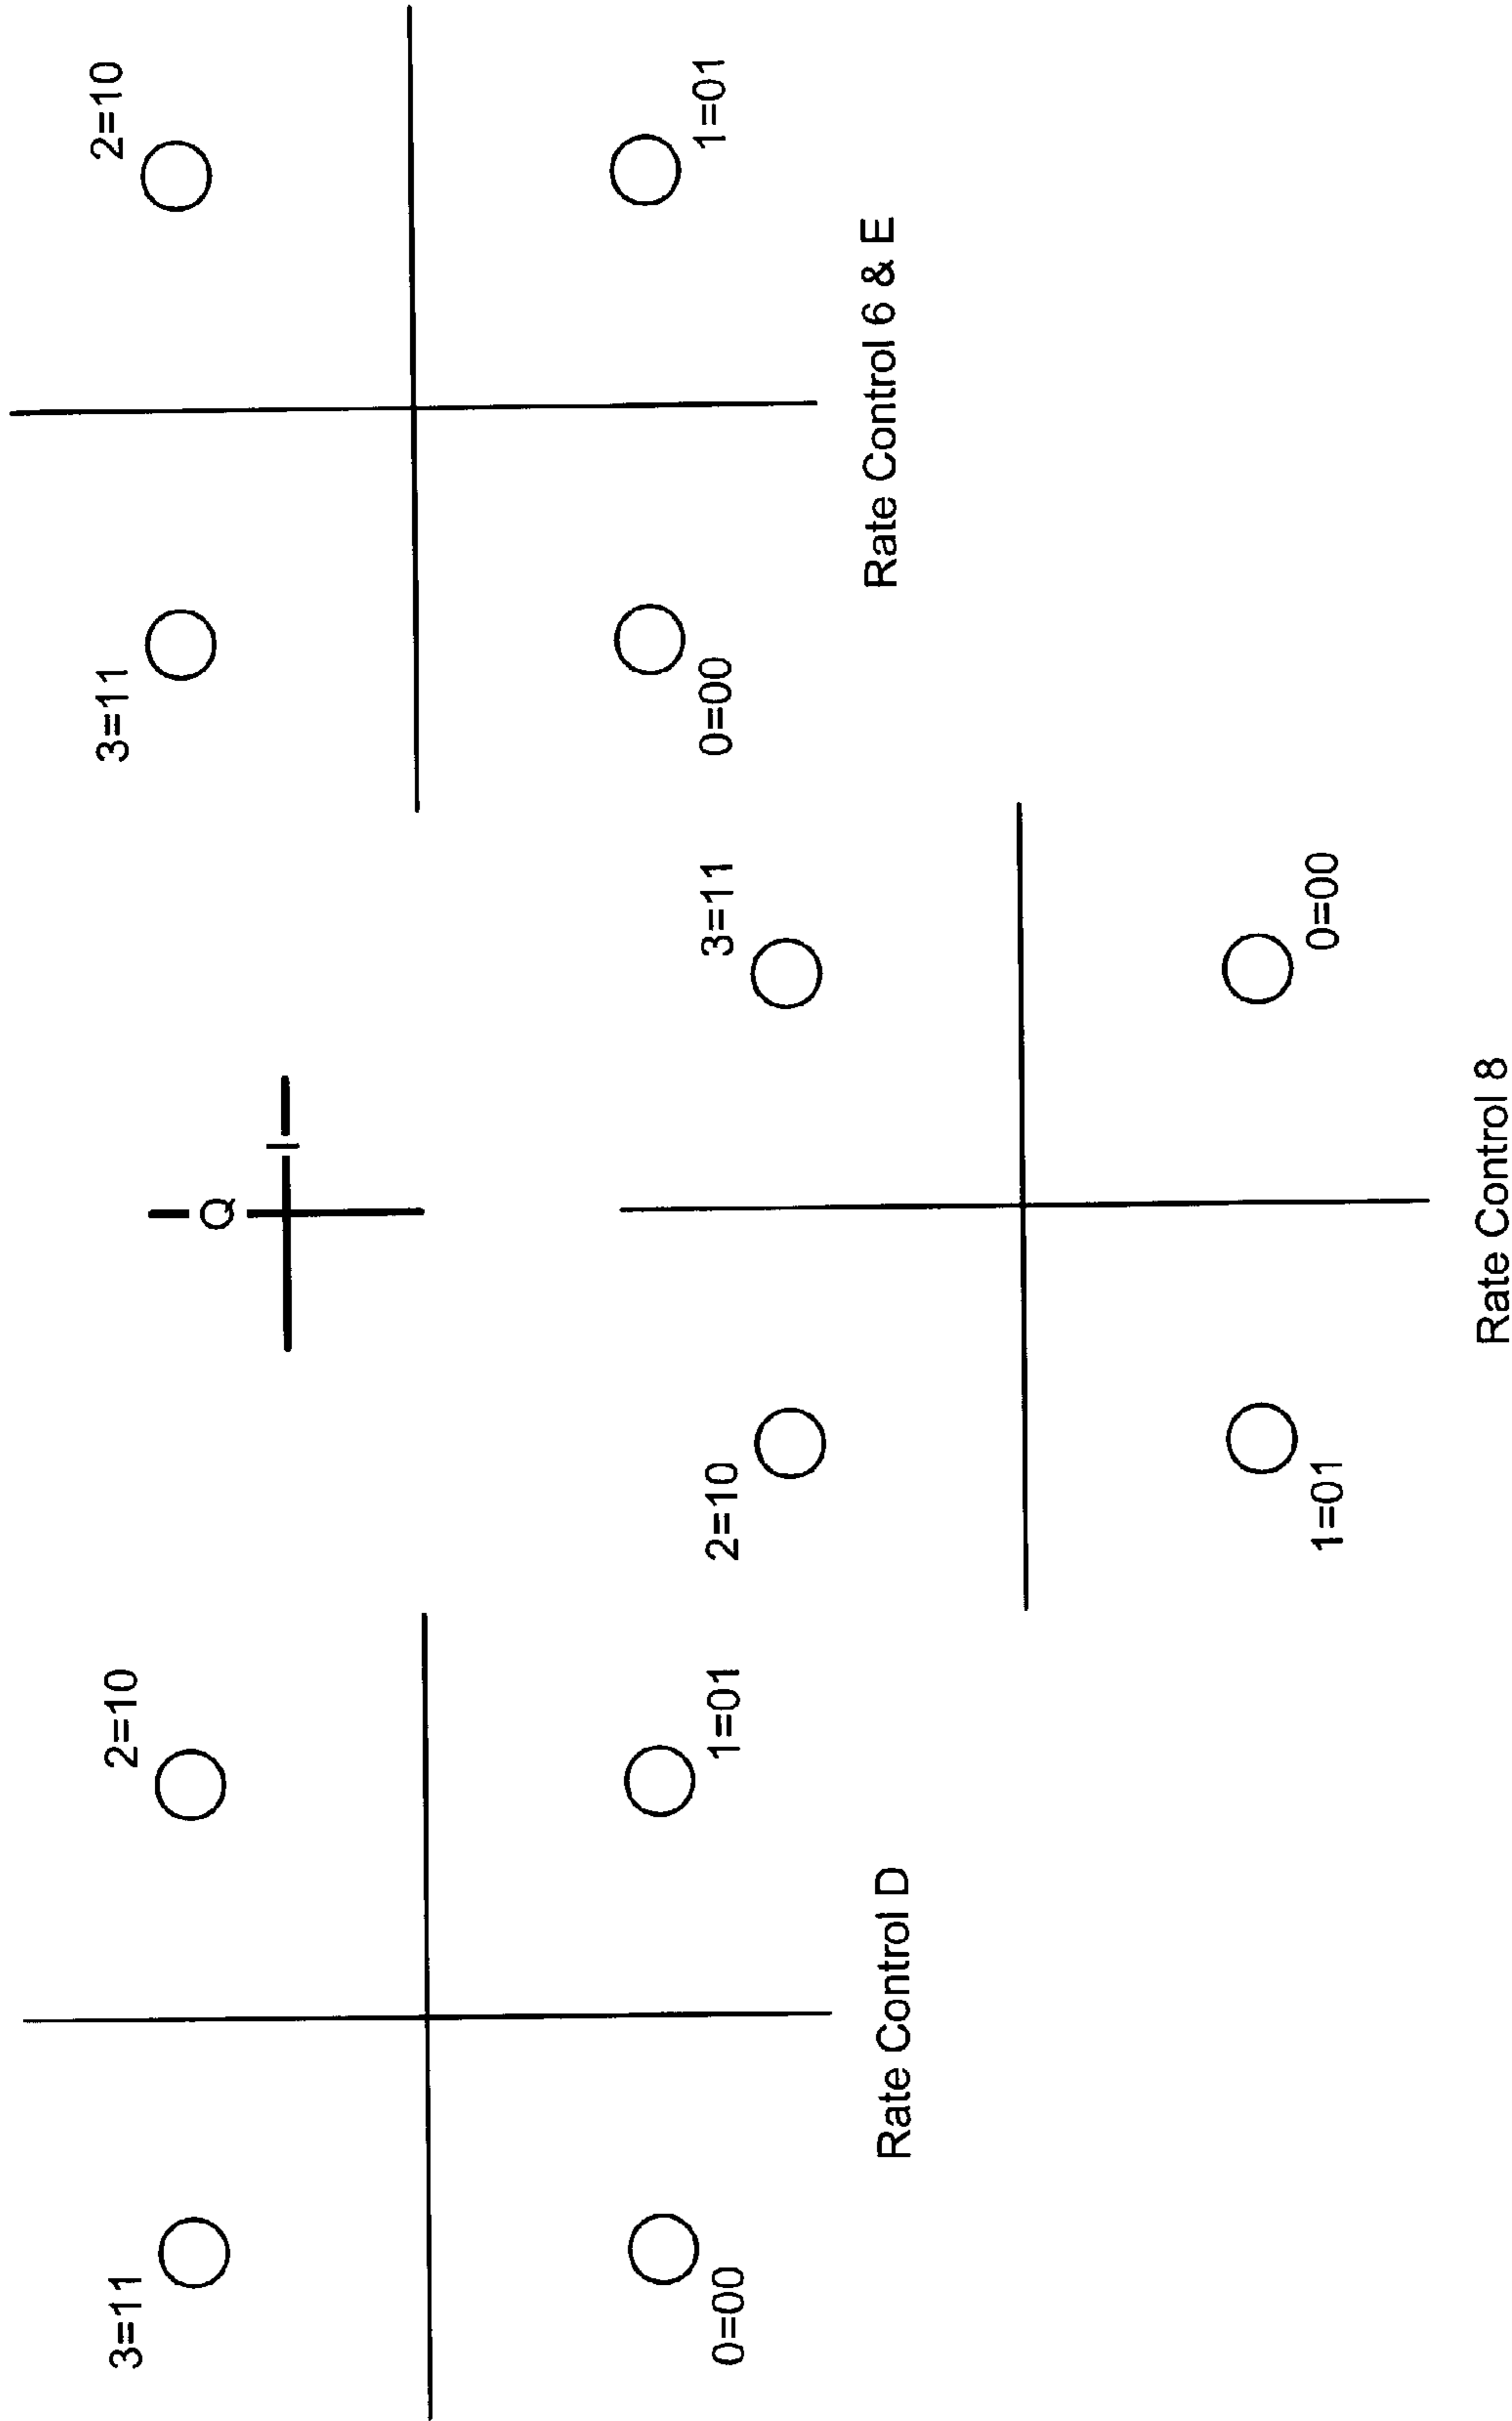 3=11
2=10
0=00
1=01
Rate Control D
Q
I
3=11
2=10
0=00
1=01
Rate Control 6 & E
2=10
3=11
1=01
0=00
Rate Control 8